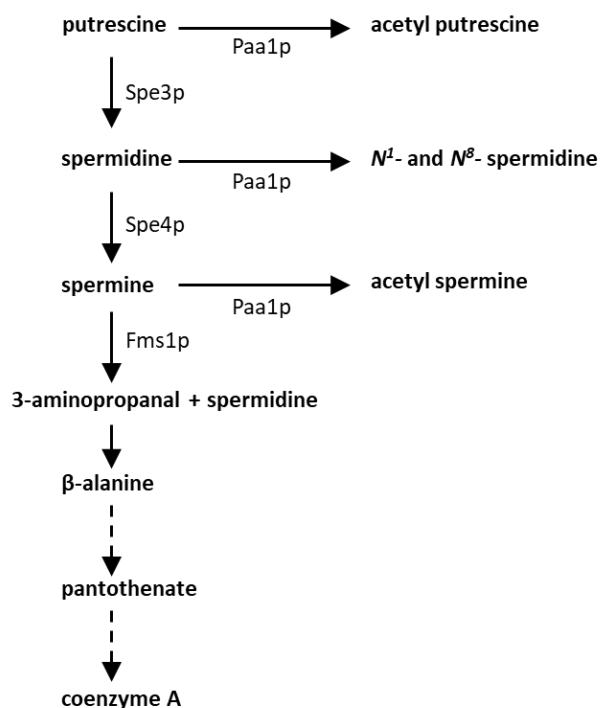 putrescine acetyl putrescine
Paa1p
Spe3p
spermidine N¹- and N⁸- spermidine
Paa1p
Spe4p
spermine acetyl spermine
Paa1p
Fms1p
3-aminopropanal + spermidine
β-alanine
pantothenate
coenzyme A